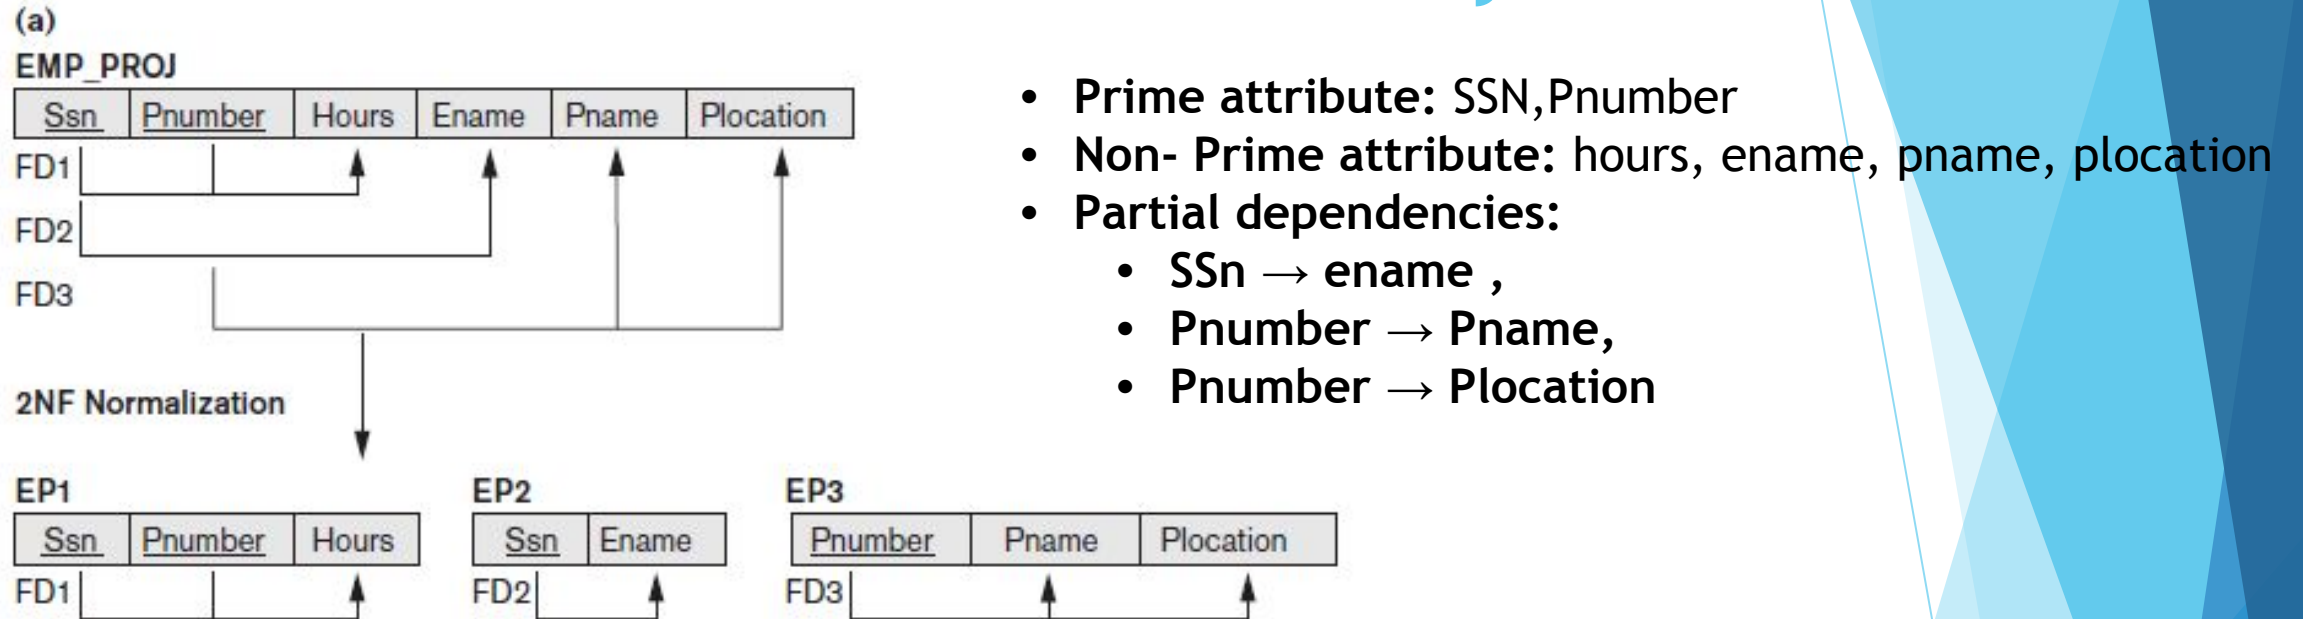 (a)
EMP_PROJ
Ssn Pnumber Hours Ename Pname Plocation
FD1
FD2
FD3
2NF Normalization
EP1
Ssn Pnumber Hours
FD1
EP2
Ssn Ename
FD2
EP3
Pnumber Pname Plocation
FD3
• Prime attribute: SSN,Pnumber
• Non- Prime attribute: hours, ename, pname, plocation
• Partial dependencies:
• SSn → ename ,
• Pnumber → Pname,
• Pnumber → Plocation